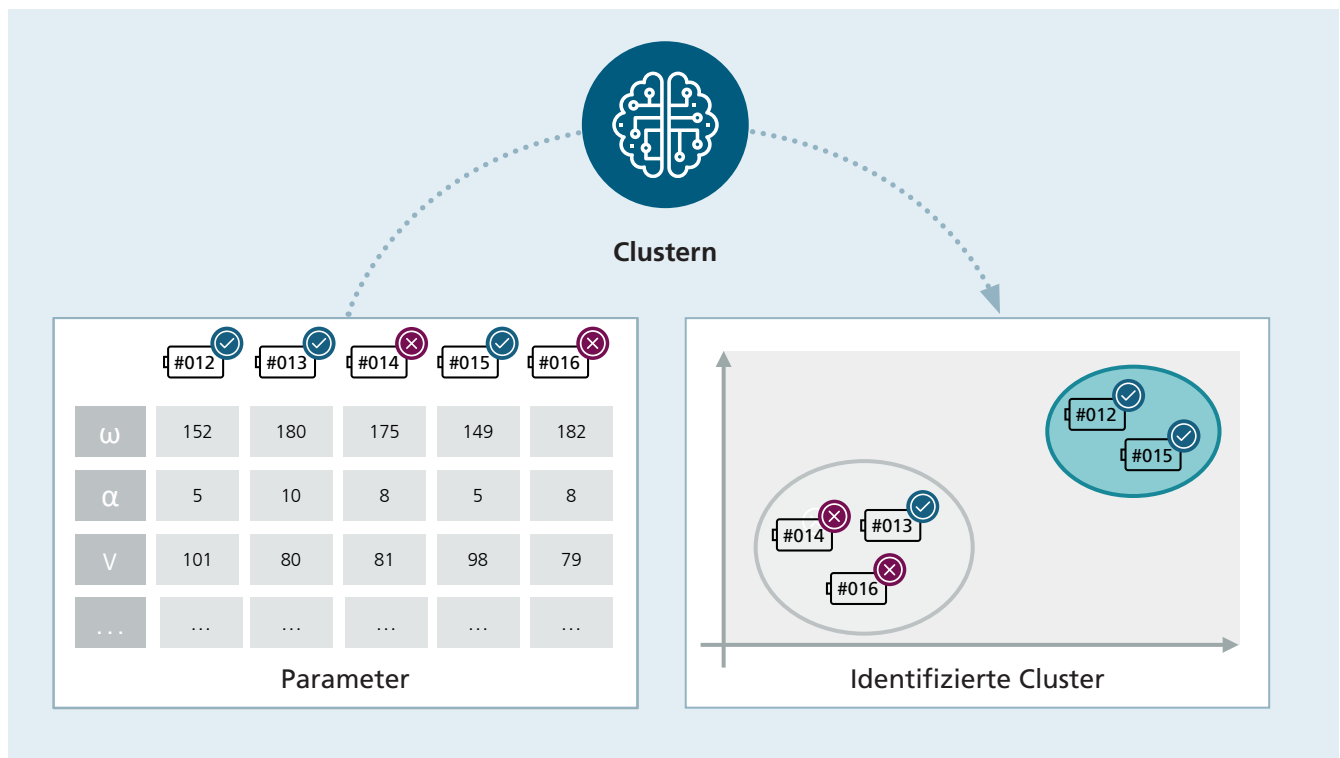 Clustern
#012 #013 #014 #015 #016
ω 152 180 175 149 182
α 5 10 8 5 8
V 101 80 81 98 79
... ... ... ... ... ...
Parameter
#012
#015
#014 #013
#016
Identifizierte Cluster